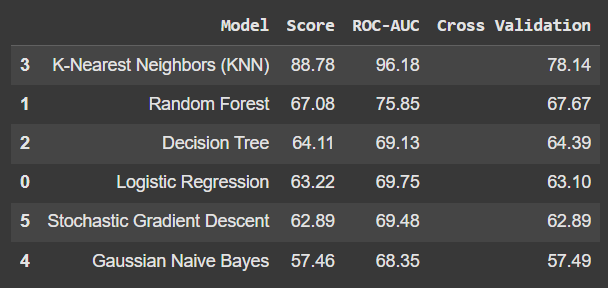 Model Score ROC-AUC Cross Validation
3 K-Nearest Neighbors (KNN) 88.78 96.18 78.14
1 Random Forest 67.08 75.85 67.67
2 Decision Tree 64.11 69.13 64.39
0 Logistic Regression 63.22 69.75 63.10
5 Stochastic Gradient Descent 62.89 69.48 62.89
4 Gaussian Naive Bayes 57.46 68.35 57.49